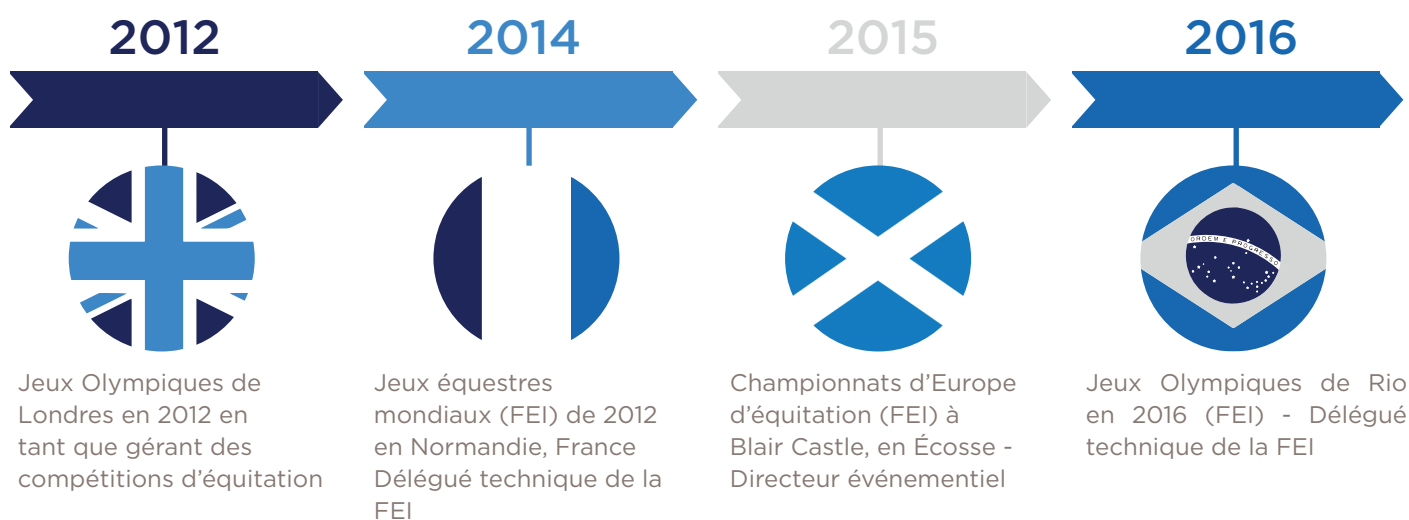 2012
2014
2015
2016
ORDEM E PROGRESSO
Jeux Olympiques de
Londres en 2012 en
tant que gérant des
compétitions d’équitation
Jeux équestres
mondiaux (FEI) de 2012
en Normandie, France
Délégué technique de la
FEI
Championnats d’Europe
d’équitation (FEI) à
Blair Castle, en Écosse -
Directeur événementiel
Jeux Olympiques de Rio
en 2016 (FEI) - Délégué
technique de la FEI